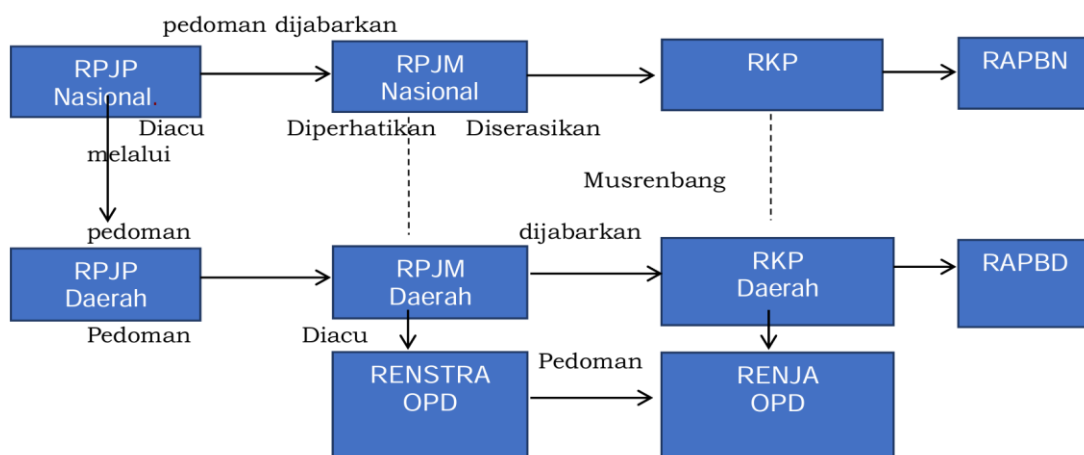 pedoman dijabarkan
RPJP
Nasional.
RPJM
Nasional
RKP
RAPBN
Diacu
melalui
Diperhatikan
Diserasikan
Musrenbang
pedoman
dijabarkan
RPJP
Daerah
RPJM
Daerah
RKP
Daerah
RAPBD
Pedoman
Diacu
RENSTRA
OPD
Pedoman
RENJA
OPD